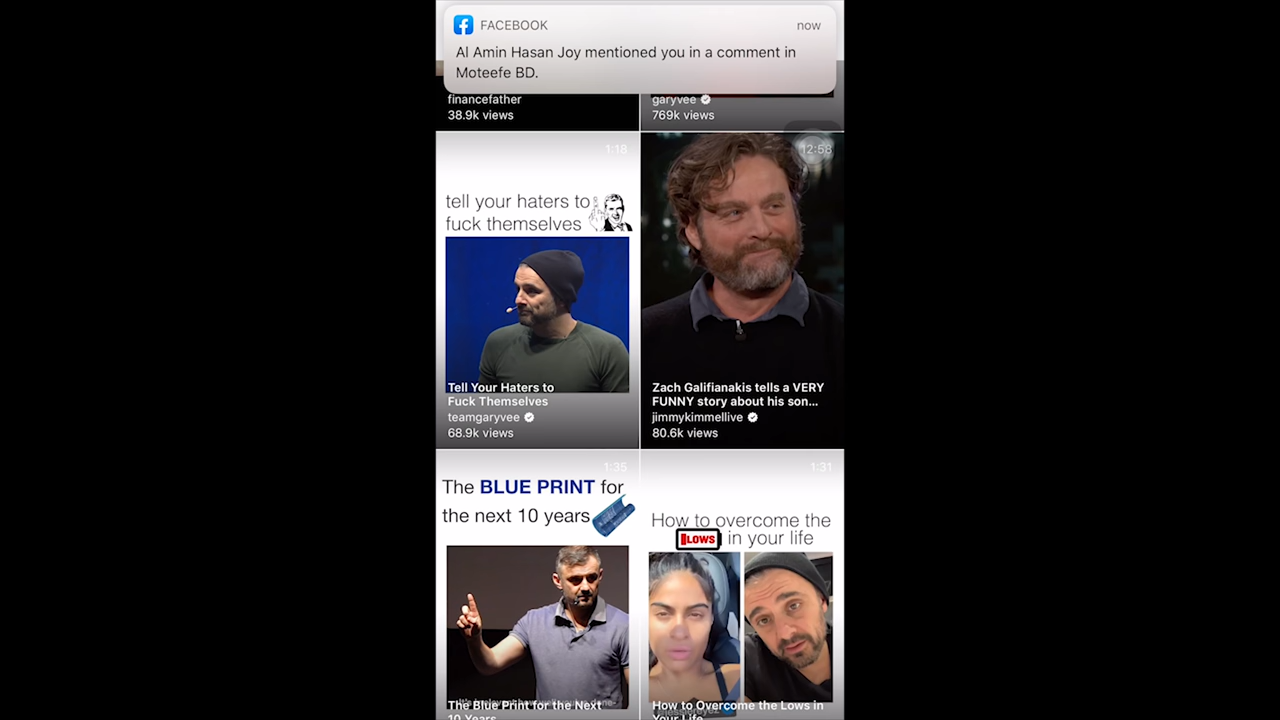 FACEBOOK
now
Al Amin Hasan Joy mentioned you in a comment in
Moteefe BD.
financefather
38.9k views
garyvee
769k views
1:18
tell your haters to
fuck themselves
Tell Your Haters to
Fuck Themselves
teamgaryvee
68.9k views
12:58
Zach Galifianakis tells a VERY
FUNNY story about his son...
jimmykimmellive
80.6k views
1:35
The BLUE PRINT for
the next 10 years
The Blue Print for the Next
10 Years
1:31
How to overcome the
LOWS in your life
How to Overcome the Lows in
Your Life